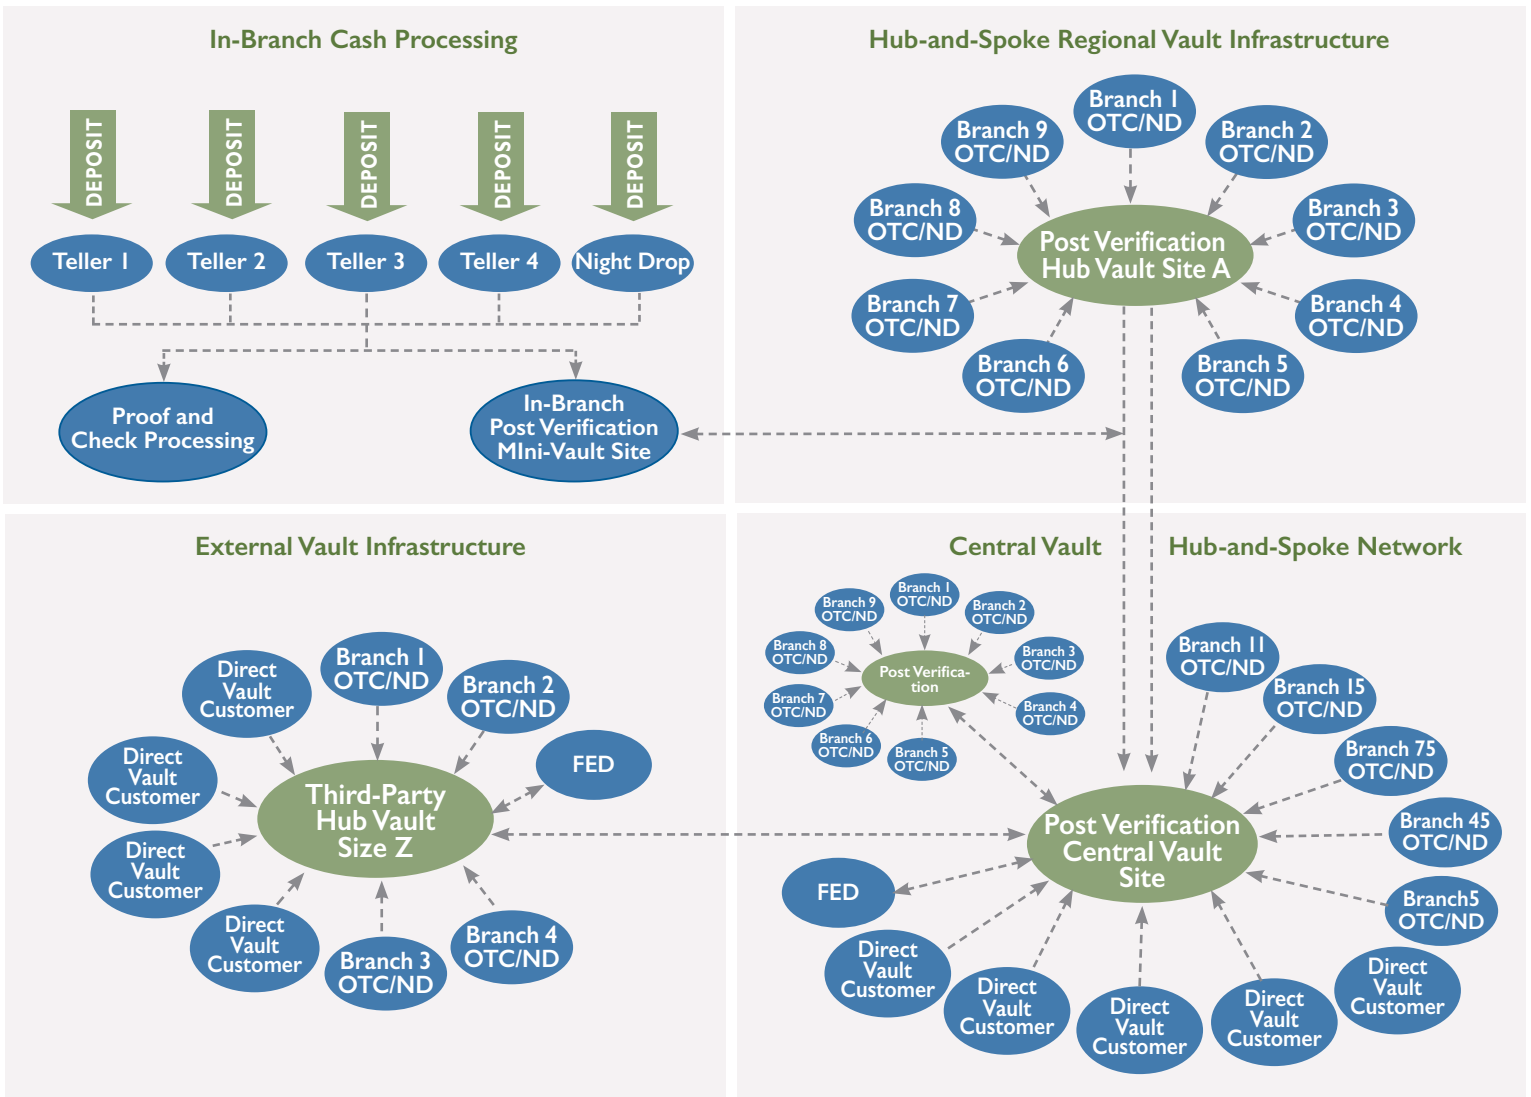 In-Branch Cash Processing
DEPOSIT
DEPOSIT
DEPOSIT
DEPOSIT
DEPOSIT
Teller 1
Teller 2
Teller 3
Teller 4
Night Drop
Proof and
Check Processing
In-Branch
Post Verification
MIni-Vault Site
Hub-and-Spoke Regional Vault Infrastructure
Branch 1
OTC/ND
Branch 2
OTC/ND
Branch 3
OTC/ND
Branch 4
OTC/ND
Branch 5
OTC/ND
Branch 6
OTC/ND
Branch 7
OTC/ND
Branch 8
OTC/ND
Branch 9
OTC/ND
Post Verification
Hub Vault Site A
External Vault Infrastructure
Direct
Vault
Customer
Branch 1
OTC/ND
Branch 2
OTC/ND
FED
Direct
Vault
Customer
Third-Party
Hub Vault
Size Z
Direct
Vault
Customer
Direct
Vault
Customer
Branch 3
OTC/ND
Branch 4
OTC/ND
Central Vault
Hub-and-Spoke Network
Branch 1
OTC/ND
Branch 2
OTC/ND
Branch 3
OTC/ND
Branch 4
OTC/ND
Branch 5
OTC/ND
Branch 6
OTC/ND
Branch 7
OTC/ND
Branch 8
OTC/ND
Branch 9
OTC/ND
Post Verifica-
tion
Branch 11
OTC/ND
Branch 15
OTC/ND
Branch 75
OTC/ND
Branch 45
OTC/ND
Branch5
OTC/ND
Post Verification
Central Vault
Site
FED
Direct
Vault
Customer
Direct
Vault
Customer
Direct
Vault
Customer
Direct
Vault
Customer
Direct
Vault
Customer